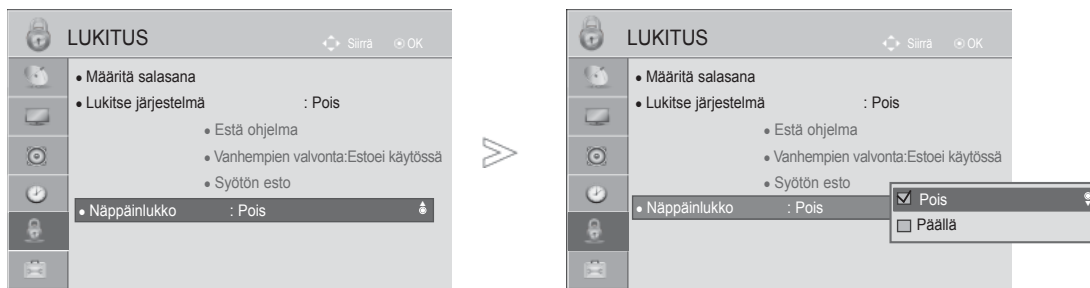 LUKITUS
Siirrä
OK
• Määritä salasana
• Lukitse järjestelmä : Pois
• Estä ohjelma
• Vanhempien valvonta:Estoei käytössä
• Syötön esto
• Näppäinlukko : Pois
LUKITUS
Siirrä
OK
• Määritä salasana
• Lukitse järjestelmä : Pois
• Estä ohjelma
• Vanhempien valvonta:Estoei käytössä
• Syötön esto
• Näppäinlukko : Pois
Pois
Päällä